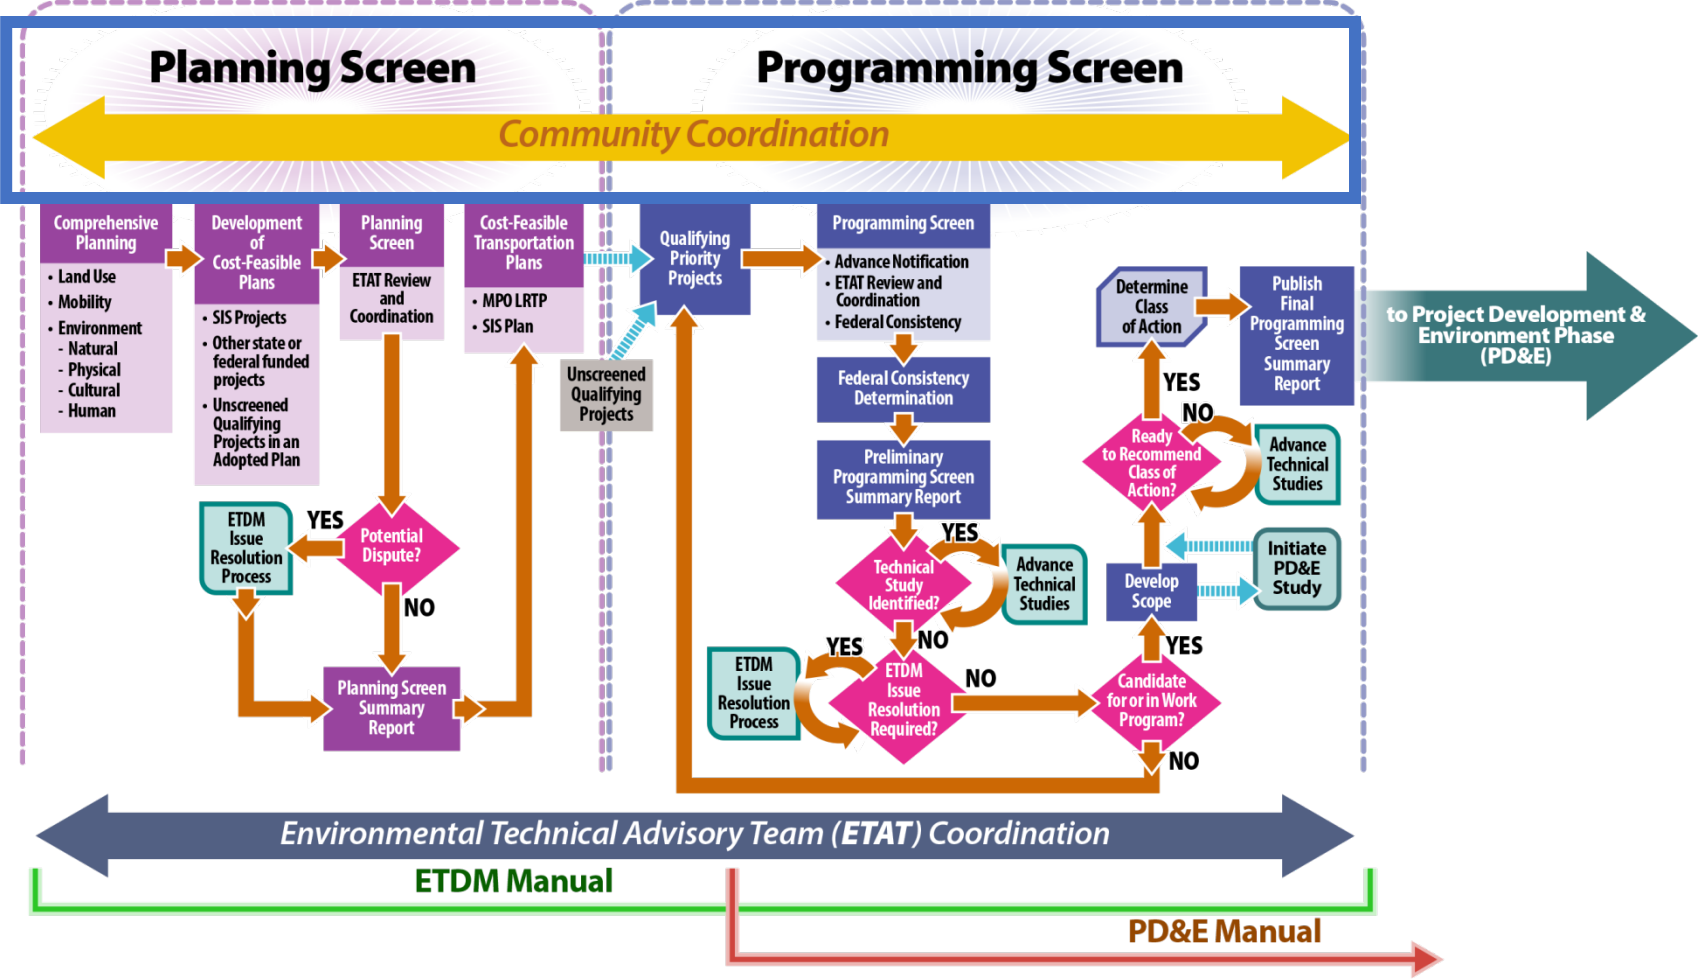 Planning Screen
Programming Screen
Community Coordination
Comprehensive
Planning
• Land Use
• Mobility
• Environment
- Natural
- Physical
- Cultural
- Human
Development
of
Cost-Feasible
Plans
• SIS Projects
• Other state or
federal funded
projects
• Unscreened
Qualifying
Projects in an
Adopted Plan
Planning
Screen
ETAT Review
and
Coordination
Cost-Feasible
Transportation
Plans
• MPO LRTP
• SIS Plan
Unscreened
Qualifying
Projects
Potential
Dispute?
YES
NO
ETDM
Issue
Resolution
Process
Planning Screen
Summary
Report
Qualifying
Priority
Projects
Programming Screen
• Advance Notification
• ETAT Review and
Coordination
• Federal Consistency
Federal Consistency
Determination
Preliminary
Programming Screen
Summary Report
Technical
Study
Identified?
YES
NO
Advance
Technical
Studies
ETDM
Issue
Resolution
Required?
YES
NO
ETDM
Issue
Resolution
Process
Candidate
for or in Work
Program?
YES
NO
Develop
Scope
Initiate
PD&E
Study
Ready
to Recommend
Class of
Action?
YES
NO
Advance
Technical
Studies
Determine
Class
of Action
Publish
Final
Programming
Screen
Summary
Report
to Project Development &
Environment Phase
(PD&E)
Environmental Technical Advisory Team (ETAT) Coordination
ETDM Manual
PD&E Manual